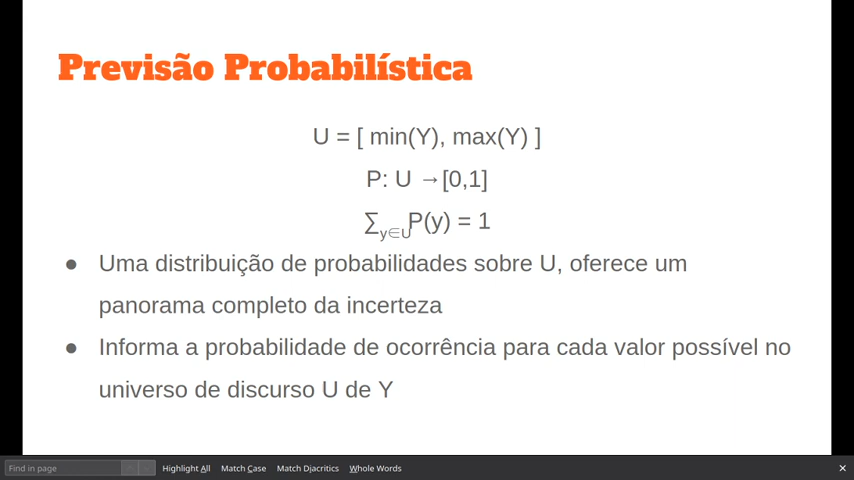 Previsão Probabilística
U = [ min(Y), max(Y) ]
P: U →[0,1]
∑y∈UP(y) = 1
● Uma distribuição de probabilidades sobre U, oferece um
panorama completo da incerteza
● Informa a probabilidade de ocorrência para cada valor possível no
universo de discurso U de Y
Find in page Highlight All Match Case Match Diacritics Whole Words ✕